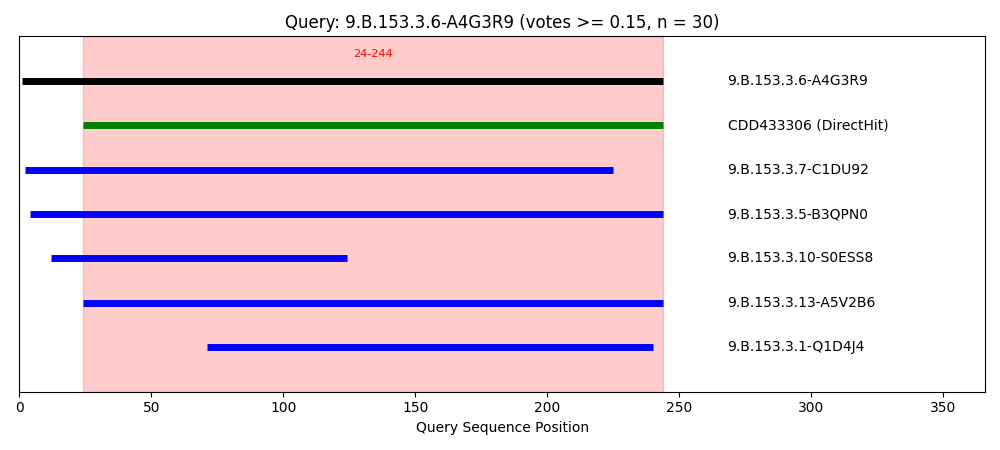 Query: 9.B.153.3.6-A4G3R9 (votes >= 0.15, n = 30)
24-244
9.B.153.3.6-A4G3R9
CDD433306 (DirectHit)
9.B.153.3.7-C1DU92
9.B.153.3.5-B3QPN0
9.B.153.3.10-S0ESS8
9.B.153.3.13-A5V2B6
9.B.153.3.1-Q1D4J4
0 50 100 150 200 250 300 350
Query Sequence Position